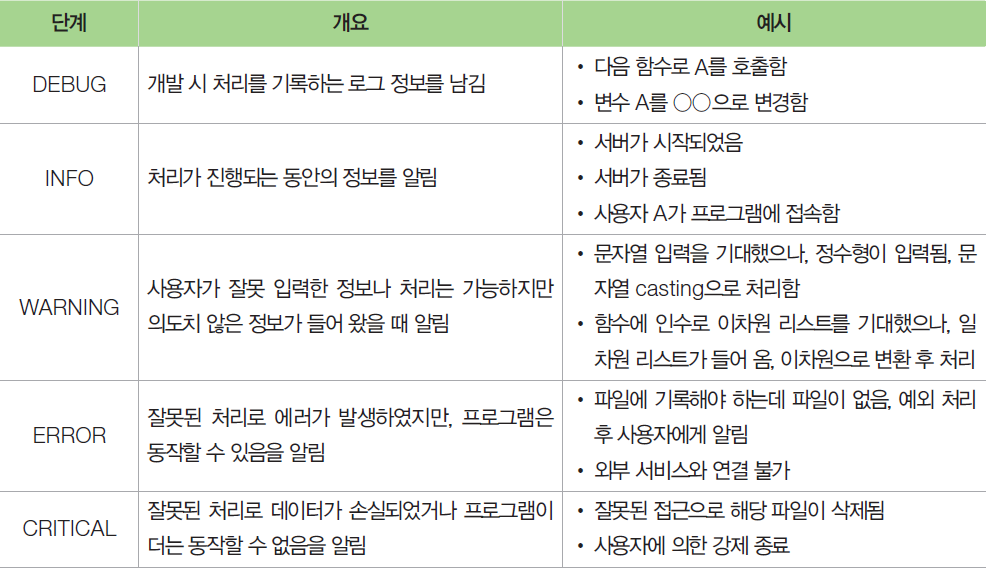 단계 개요 예시
DEBUG 개발 시 처리를 기록하는 로그 정보를 남김
• 다음 함수로 A를 호출함
• 변수 A를 ○○으로 변경함
INFO 처리가 진행되는 동안의 정보를 알림
• 서버가 시작되었음
• 서버가 종료됨
• 사용자 A가 프로그램에 접속함
WARNING
사용자가 잘못 입력한 정보나 처리는 가능하지만
의도치 않은 정보가 들어 왔을 때 알림
• 문자열 입력을 기대했으나, 정수형이 입력됨, 문
자열 casting으로 처리함
• 함수에 인수로 이차원 리스트를 기대했으나, 일
차원 리스트가 들어 옴, 이차원으로 변환 후 처리
ERROR
잘못된 처리로 에러가 발생하였지만, 프로그램은
동작할 수 있음을 알림
• 파일에 기록해야 하는데 파일이 없음, 예외 처리
후 사용자에게 알림
• 외부 서비스와 연결 불가
CRITICAL
잘못된 처리로 데이터가 손실되었거나 프로그램이
더는 동작할 수 없음을 알림
• 잘못된 접근으로 해당 파일이 삭제됨
• 사용자에 의한 강제 종료